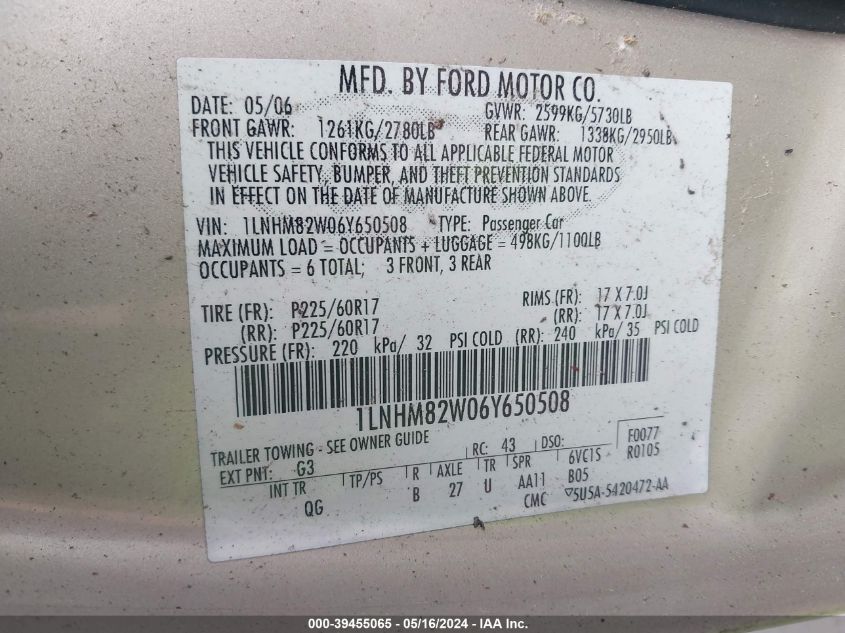 MFD. BY FORD MOTOR CO.
DATE: 05/06 GVWR: 2599KG/5730LB
FRONT GAWR: 1261KG/2780LB REAR GAWR: 1338KG/2950LB
THIS VEHICLE CONFORMS TO ALL APPLICABLE FEDERAL MOTOR
VEHICLE SAFETY, BUMPER, AND THEFT PREVENTION STANDARDS
IN EFFECT ON THE DATE OF MANUFACTURE SHOWN ABOVE.
VIN: 1LNHM82W06Y650508 TYPE: Passenger Car
MAXIMUM LOAD = OCCUPANTS + LUGGAGE = 498KG/1100LB
OCCUPANTS = 6 TOTAL; 3 FRONT, 3 REAR
TIRE (FR): P225/60R17 RIMS (FR): 17 X 7.0J
(RR): P225/60R17 (RR): 17 X 7.0J
PRESSURE (FR): 220 kPa/ 32 PSI COLD (RR): 240 kPa/ 35 PSI COLD
1LNHM82W06Y650508
TRAILER TOWING - SEE OWNER GUIDE RC: 43 DSO: F0077
EXT PNT: G3 R0105
INT TR TP/PS R AXLE TR SPR 6VC1S
QG B 27 U AA11 B05
CMC ▽5U5A-5420472-AA
000-39455065 - 05/16/2024 - IAA Inc.